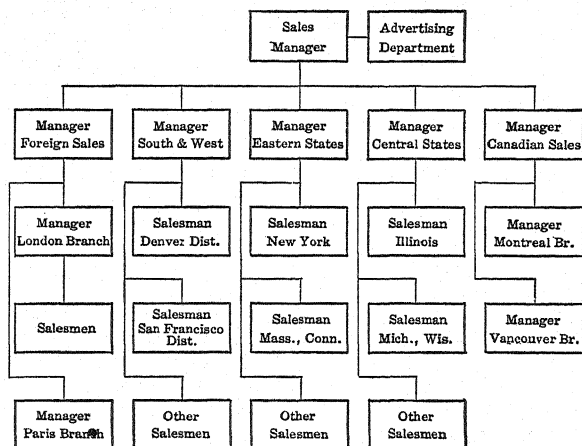 Sales
Manager
Advertising
Department
Manager
Foreign Sales
Manager
South & West
Manager
Eastern States
Manager
Central States
Manager
Canadian Sales
Manager
London Branch
Salesman
Denver Dist.
Salesman
New York
Salesman
Illinois
Manager
Montreal Br.
Salesmen
Salesman
San Francisco
Dist.
Salesman
Mass., Conn.
Salesman
Mich., Wis.
Manager
Vancouver Br.
Manager
Paris Branch
Other
Salesmen
Other
Salesmen
Other
Salesmen